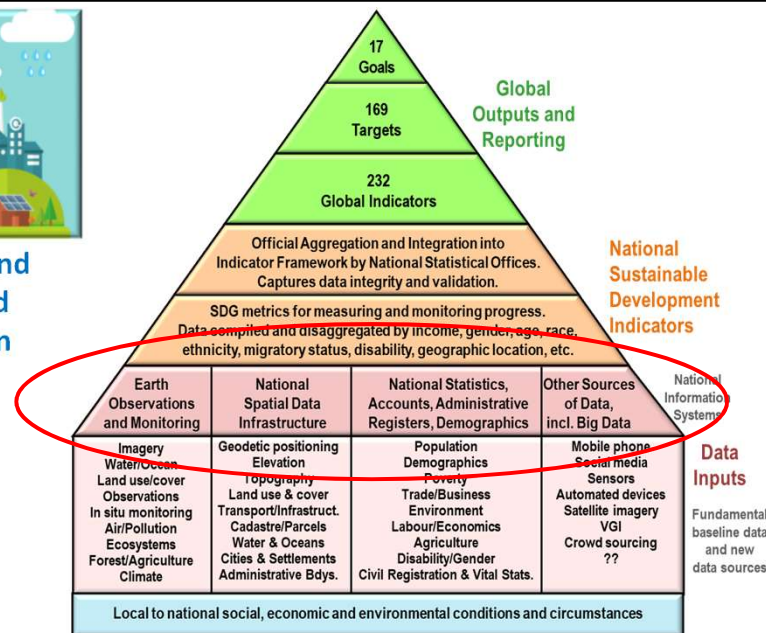 17
Goals
169
Targets
232
Global Indicators
Global
Outputs and
Reporting
Official Aggregation and Integration into
Indicator Framework by National Statistical Offices.
Captures data integrity and validation.
SDG metrics for measuring and monitoring progress.
Data compiled and disaggregated by income, gender, age, race,
ethnicity, migratory status, disability, geographic location, etc.
National
Sustainable
Development
Indicators
Earth
Observations
and Monitoring
National
Spatial Data
Infrastructure
National Statistics,
Accounts, Administrative
Registers, Demographics
Other Sources
of Data,
incl. Big Data
National
Information
Systems
Imagery
Water/Ocean
Land use/cover
Observations
In situ monitoring
Air/Pollution
Ecosystems
Forest/Agriculture
Climate
Geodetic positioning
Elevation
Topography
Land use & cover
Transport/Infrastruct.
Cadastre/Parcels
Water & Oceans
Cities & Settlements
Administrative Bdys.
Population
Demographics
Poverty
Trade/Business
Environment
Labour/Economics
Agriculture
Disability/Gender
Civil Registration & Vital Stats.
Mobile phone
Social media
Sensors
Automated devices
Satellite imagery
VGI
Crowd sourcing
??
Data
Inputs
Fundamental
baseline data
and new
data sources
Local to national social, economic and environmental conditions and circumstances